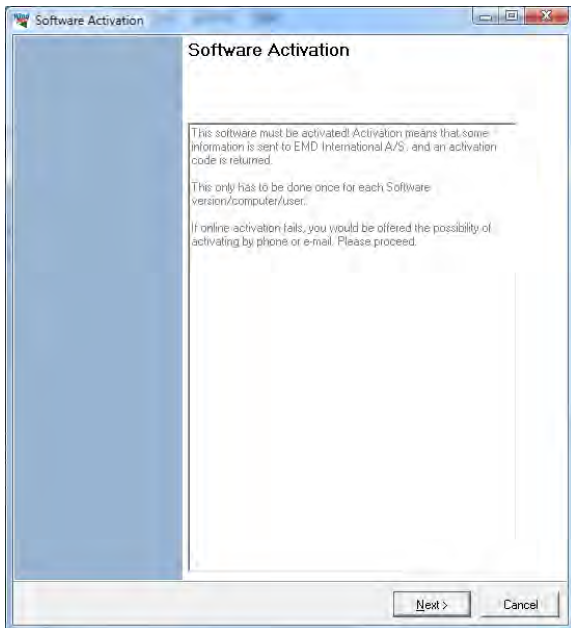 Software Activation
Software Activation
This software must be activated! Activation means that some
information is sent to EMD International A/S. and an activation
code is returned.
This only has to be done once for each Software
version/computer/user.
If online activation fails, you would be offered the possibility of
activating by phone or e-mail. Please proceed.
Next >
Cancel